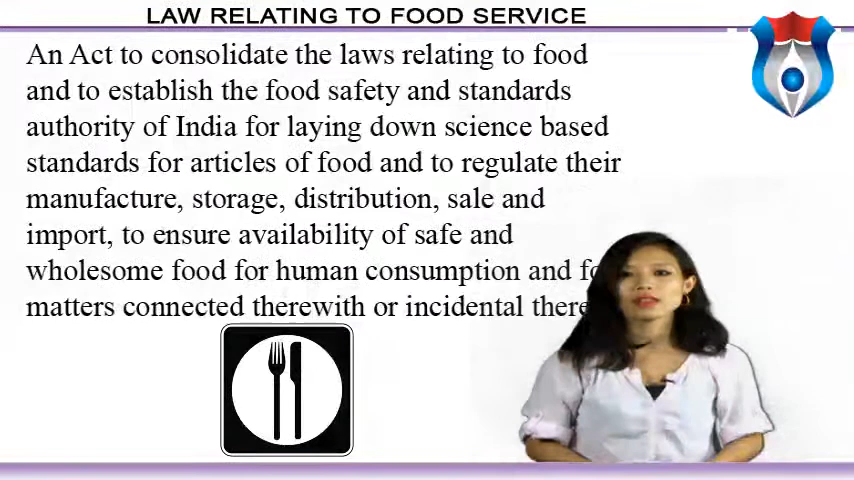 LAW RELATING TO FOOD SERVICE
An Act to consolidate the laws relating to food
and to establish the food safety and standards
authority of India for laying down science based
standards for articles of food and to regulate their
manufacture, storage, distribution, sale and
import, to ensure availability of safe and
wholesome food for human consumption and
matters connected therewith or incidental